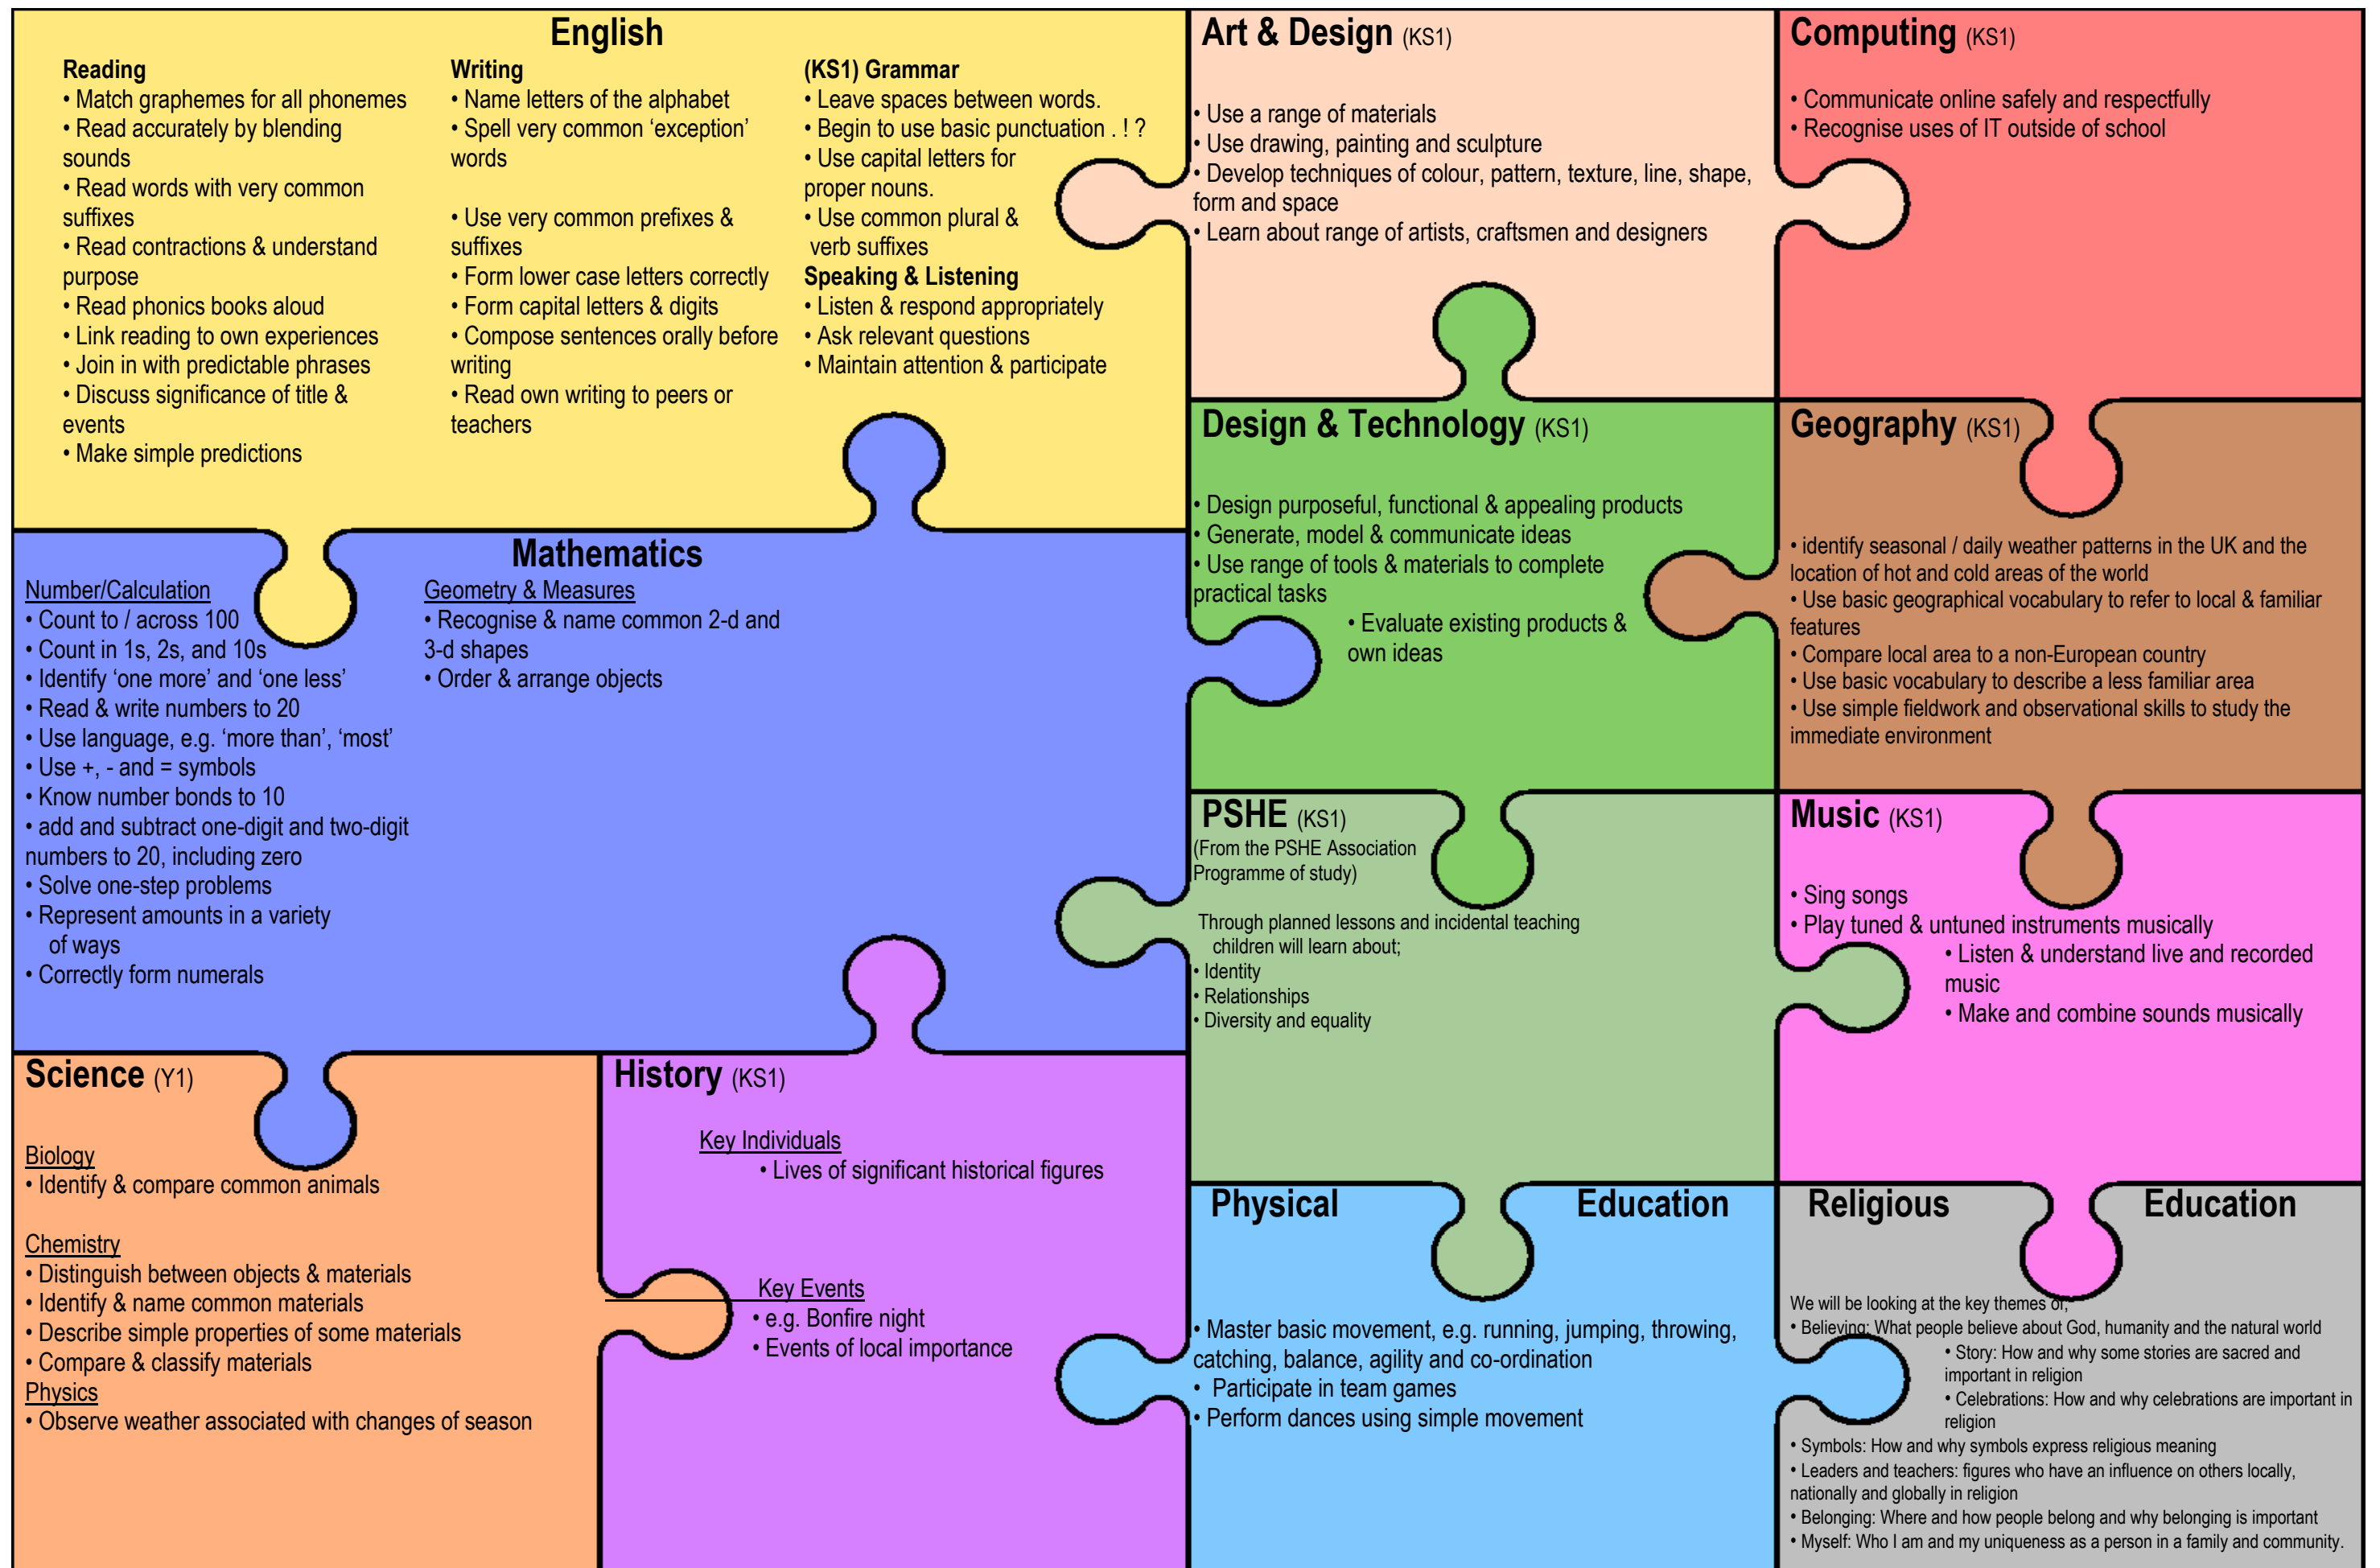 English
Reading
• Match graphemes for all phonemes
• Read accurately by blending
sounds
• Read words with very common
suffixes
• Read contractions & understand
purpose
• Read phonics books aloud
• Link reading to own experiences
• Join in with predictable phrases
• Discuss significance of title &
events
• Make simple predictions
Writing
• Name letters of the alphabet
• Spell very common ‘exception’
words
• Use very common prefixes &
suffixes
• Form lower case letters correctly
• Form capital letters & digits
• Compose sentences orally before
writing
• Read own writing to peers or
teachers
(KS1) Grammar
• Leave spaces between words.
• Begin to use basic punctuation . ! ?
• Use capital letters for
proper nouns.
• Use common plural &
verb suffixes
Speaking & Listening
• Listen & respond appropriately
• Ask relevant questions
• Maintain attention & participate
Art & Design (KS1)
• Use a range of materials
• Use drawing, painting and sculpture
• Develop techniques of colour, pattern, texture, line, shape,
form and space
• Learn about range of artists, craftsmen and designers
Computing (KS1)
• Communicate online safely and respectfully
• Recognise uses of IT outside of school
Mathematics
Number/Calculation
• Count to / across 100
• Count in 1s, 2s, and 10s
• Identify ‘one more’ and ‘one less’
• Read & write numbers to 20
• Use language, e.g. ‘more than’, ‘most’
• Use +, - and = symbols
• Know number bonds to 10
• add and subtract one-digit and two-digit
numbers to 20, including zero
• Solve one-step problems
• Represent amounts in a variety
of ways
• Correctly form numerals
Geometry & Measures
• Recognise & name common 2-d and
3-d shapes
• Order & arrange objects
Design & Technology (KS1)
• Design purposeful, functional & appealing products
• Generate, model & communicate ideas
• Use range of tools & materials to complete
practical tasks
• Evaluate existing products &
own ideas
Geography (KS1)
• identify seasonal / daily weather patterns in the UK and the
location of hot and cold areas of the world
• Use basic geographical vocabulary to refer to local & familiar
features
• Compare local area to a non-European country
• Use basic vocabulary to describe a less familiar area
• Use simple fieldwork and observational skills to study the
immediate environment
PSHE (KS1)
(From the PSHE Association
Programme of study)
Through planned lessons and incidental teaching
children will learn about;
• Identity
• Relationships
• Diversity and equality
Music (KS1)
• Sing songs
• Play tuned & untuned instruments musically
• Listen & understand live and recorded
music
• Make and combine sounds musically
Science (Y1)
Biology
• Identify & compare common animals
Chemistry
• Distinguish between objects & materials
• Identify & name common materials
• Describe simple properties of some materials
• Compare & classify materials
Physics
• Observe weather associated with changes of season
History (KS1)
Key Individuals
• Lives of significant historical figures
Key Events
• e.g. Bonfire night
• Events of local importance
Physical Education
• Master basic movement, e.g. running, jumping, throwing,
catching, balance, agility and co-ordination
• Participate in team games
• Perform dances using simple movement
Religious Education
We will be looking at the key themes of;
• Believing: What people believe about God, humanity and the natural world
• Story: How and why some stories are sacred and
important in religion
• Celebrations: How and why celebrations are important in
religion
• Symbols: How and why symbols express religious meaning
• Leaders and teachers: figures who have an influence on others locally,
nationally and globally in religion
• Belonging: Where and how people belong and why belonging is important
• Myself: Who I am and my uniqueness as a person in a family and community.